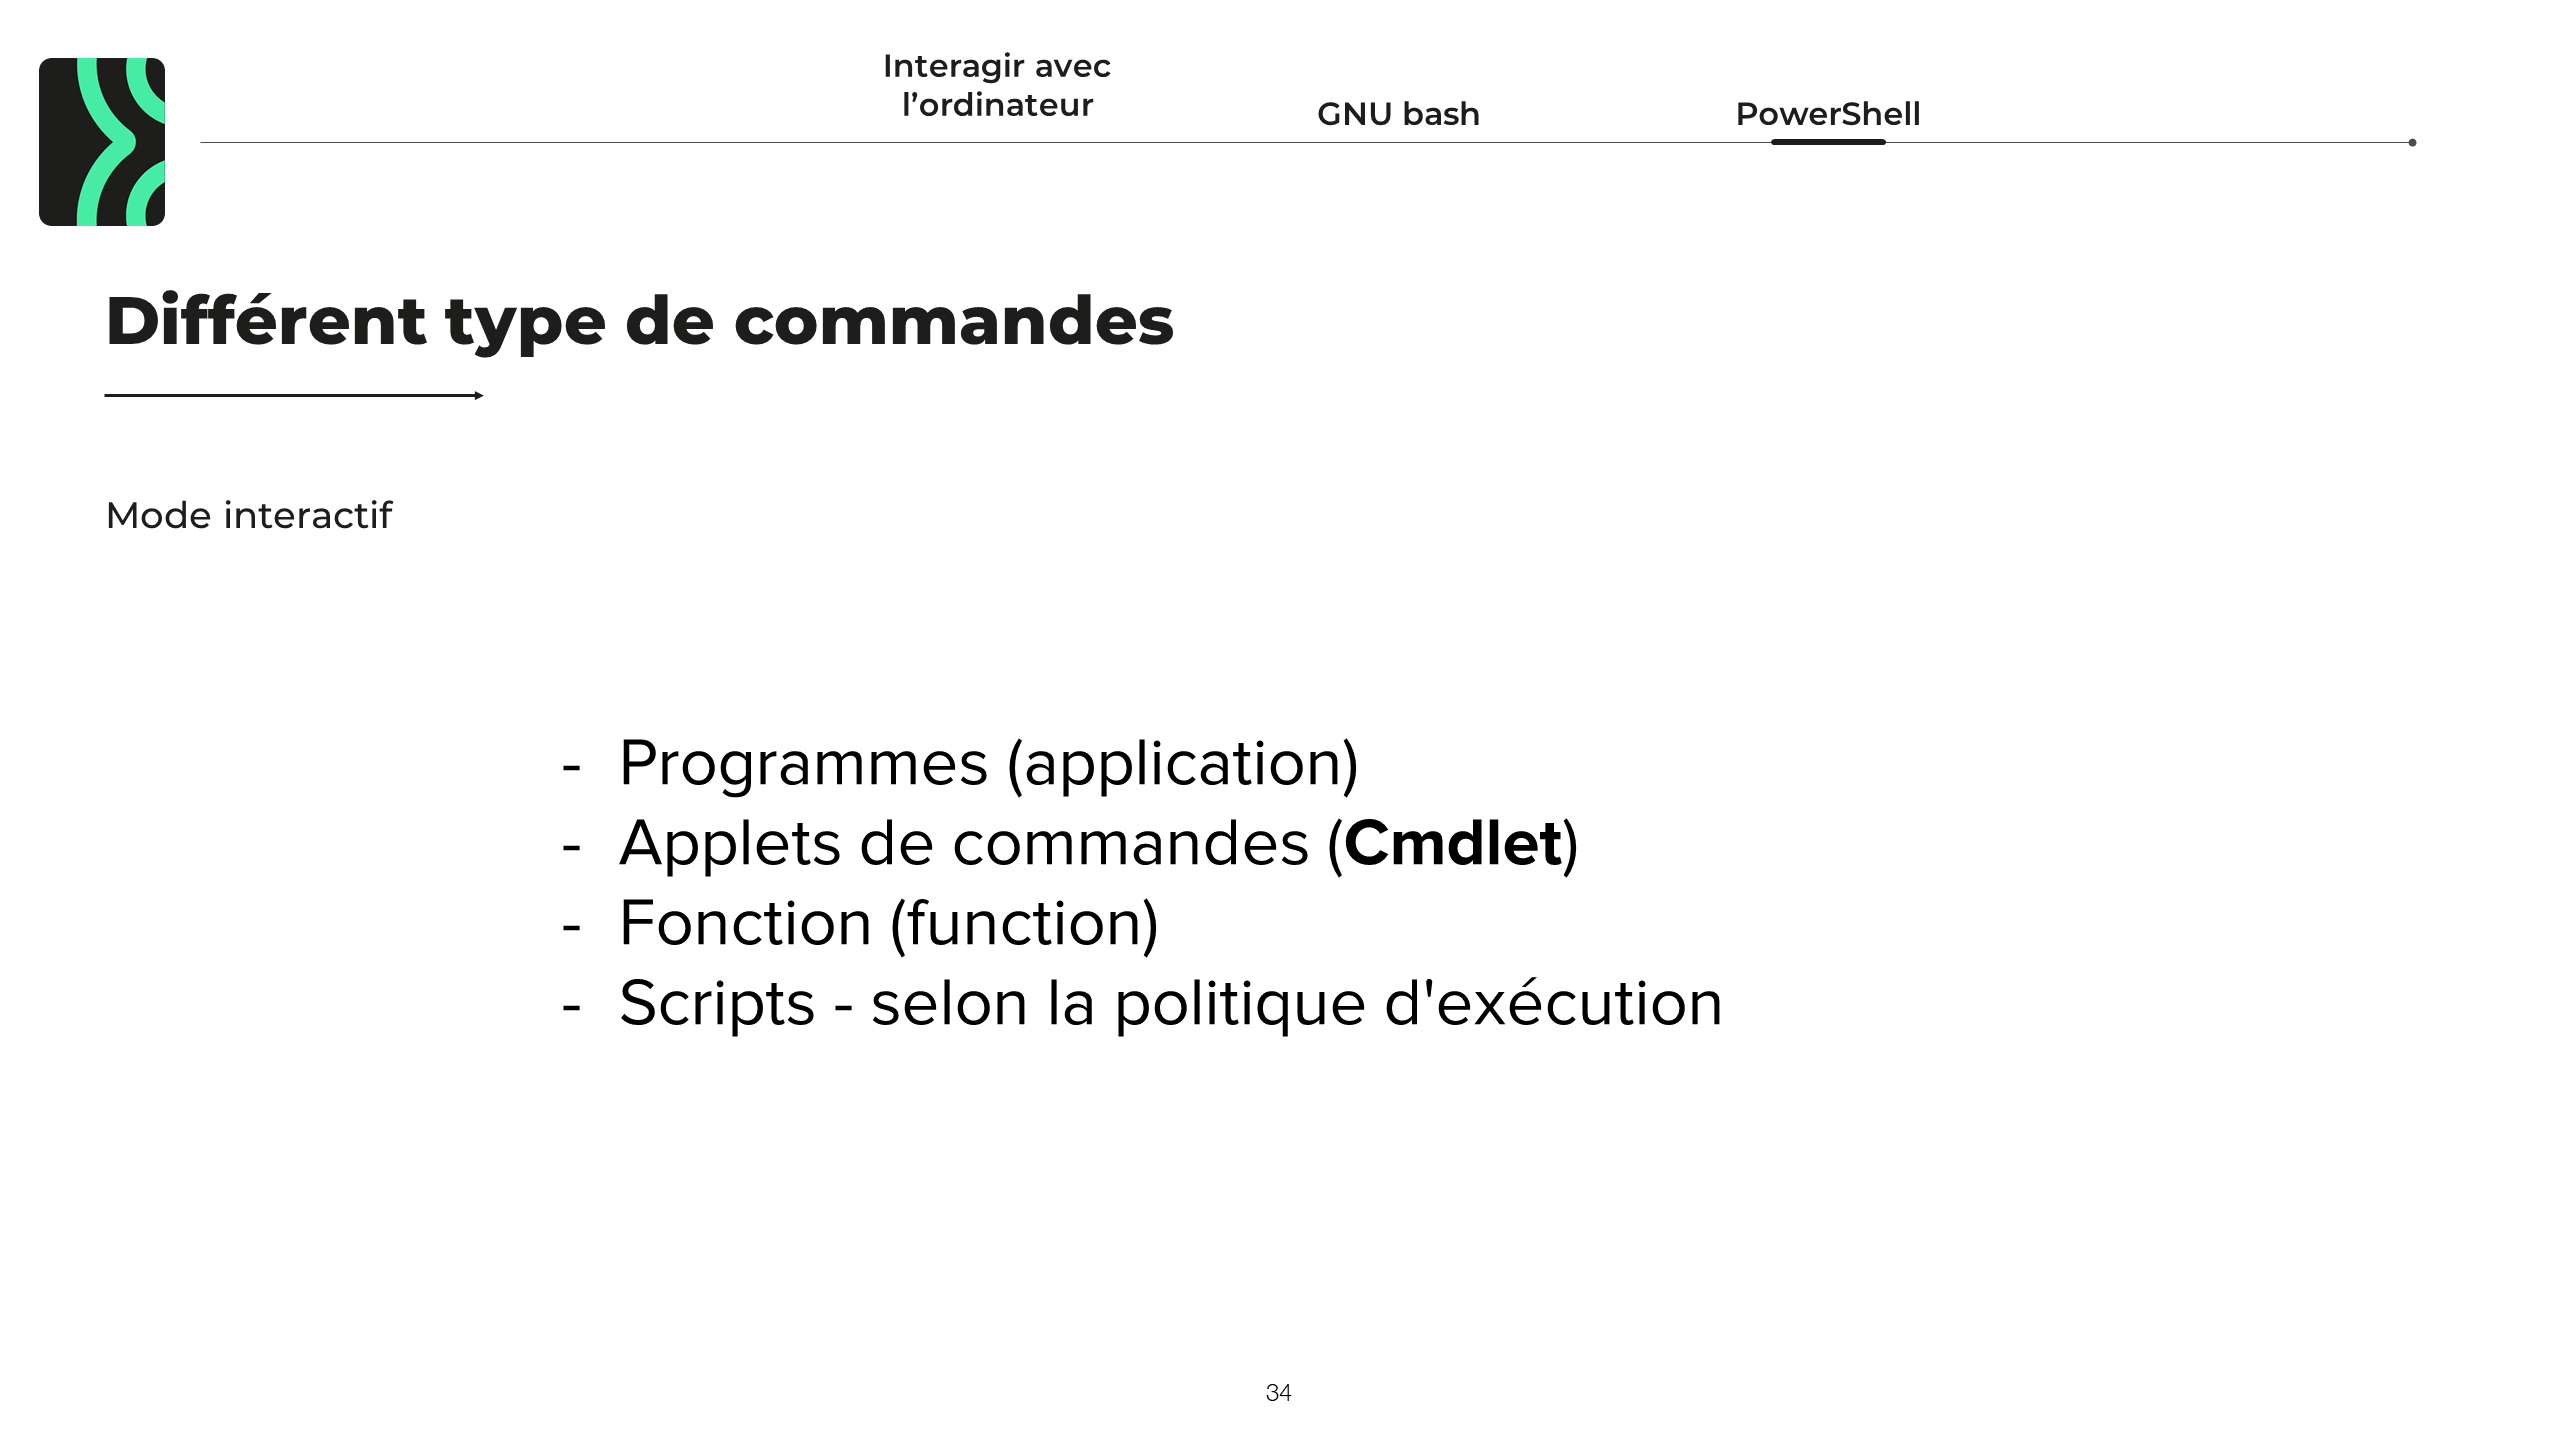 Interagir avec
l’ordinateur
GNU bash
PowerShell
Différent type de commandes
Mode interactif
- Programmes (application)
- Applets de commandes (Cmdlet)
- Fonction (function)
- Scripts - selon la politique d'exécution
34